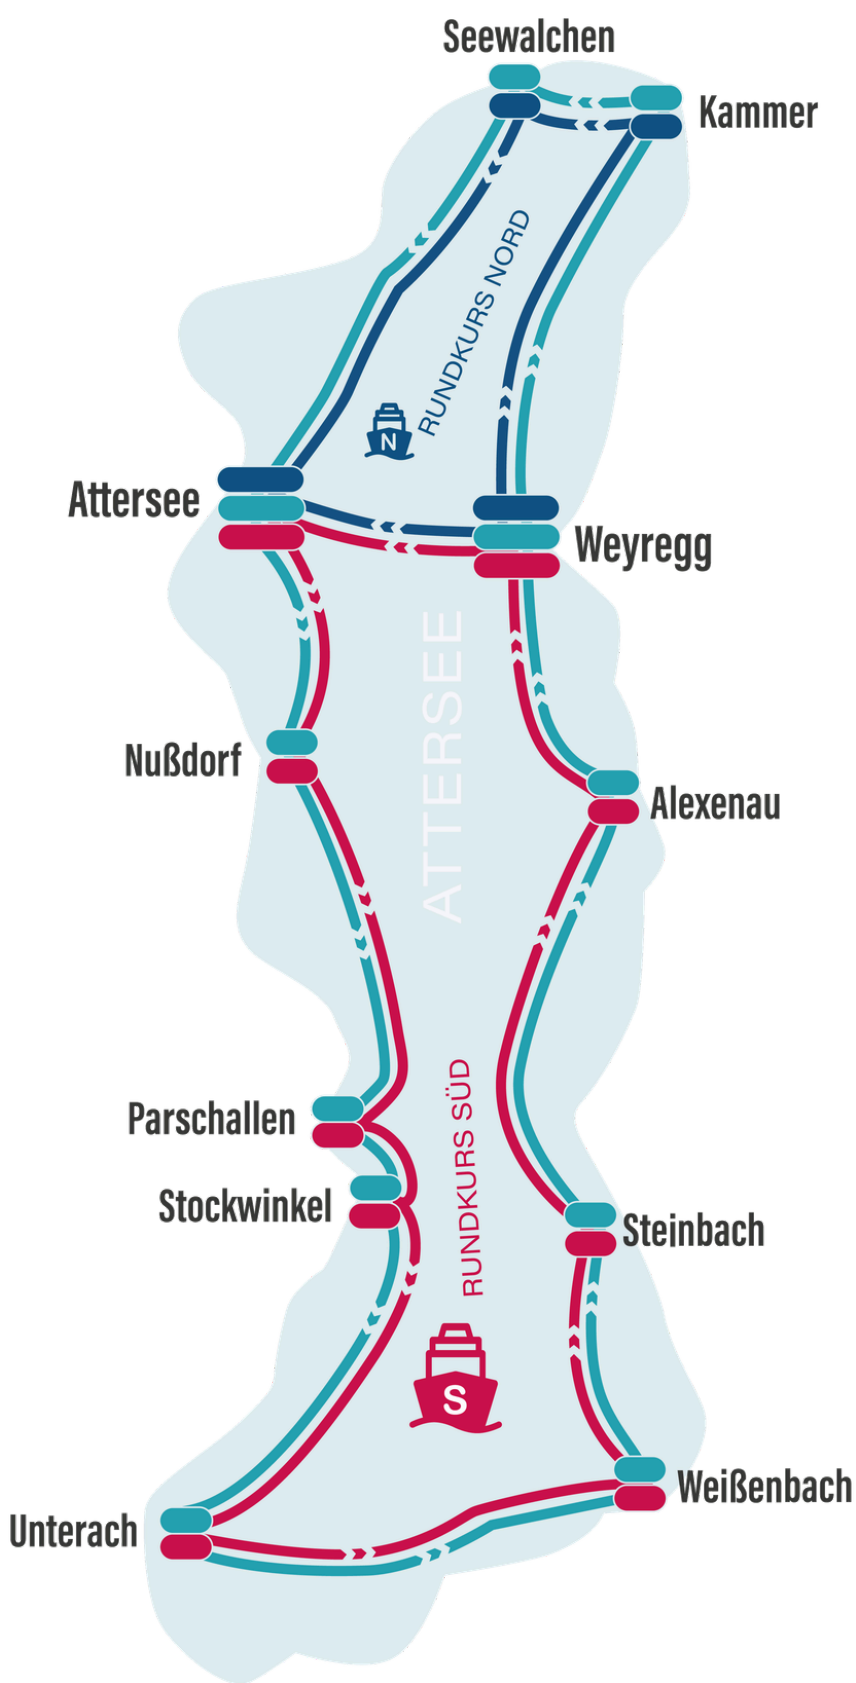 Seewalchen
Kammer
RUNDKURS NORD
N
Attersee
Weyregg
ATTERSEE
Nußdorf
Alexenau
RUNDKURS SÜD
Parschallen
Stockwinkel
Steinbach
S
Weißenbach
Unterach